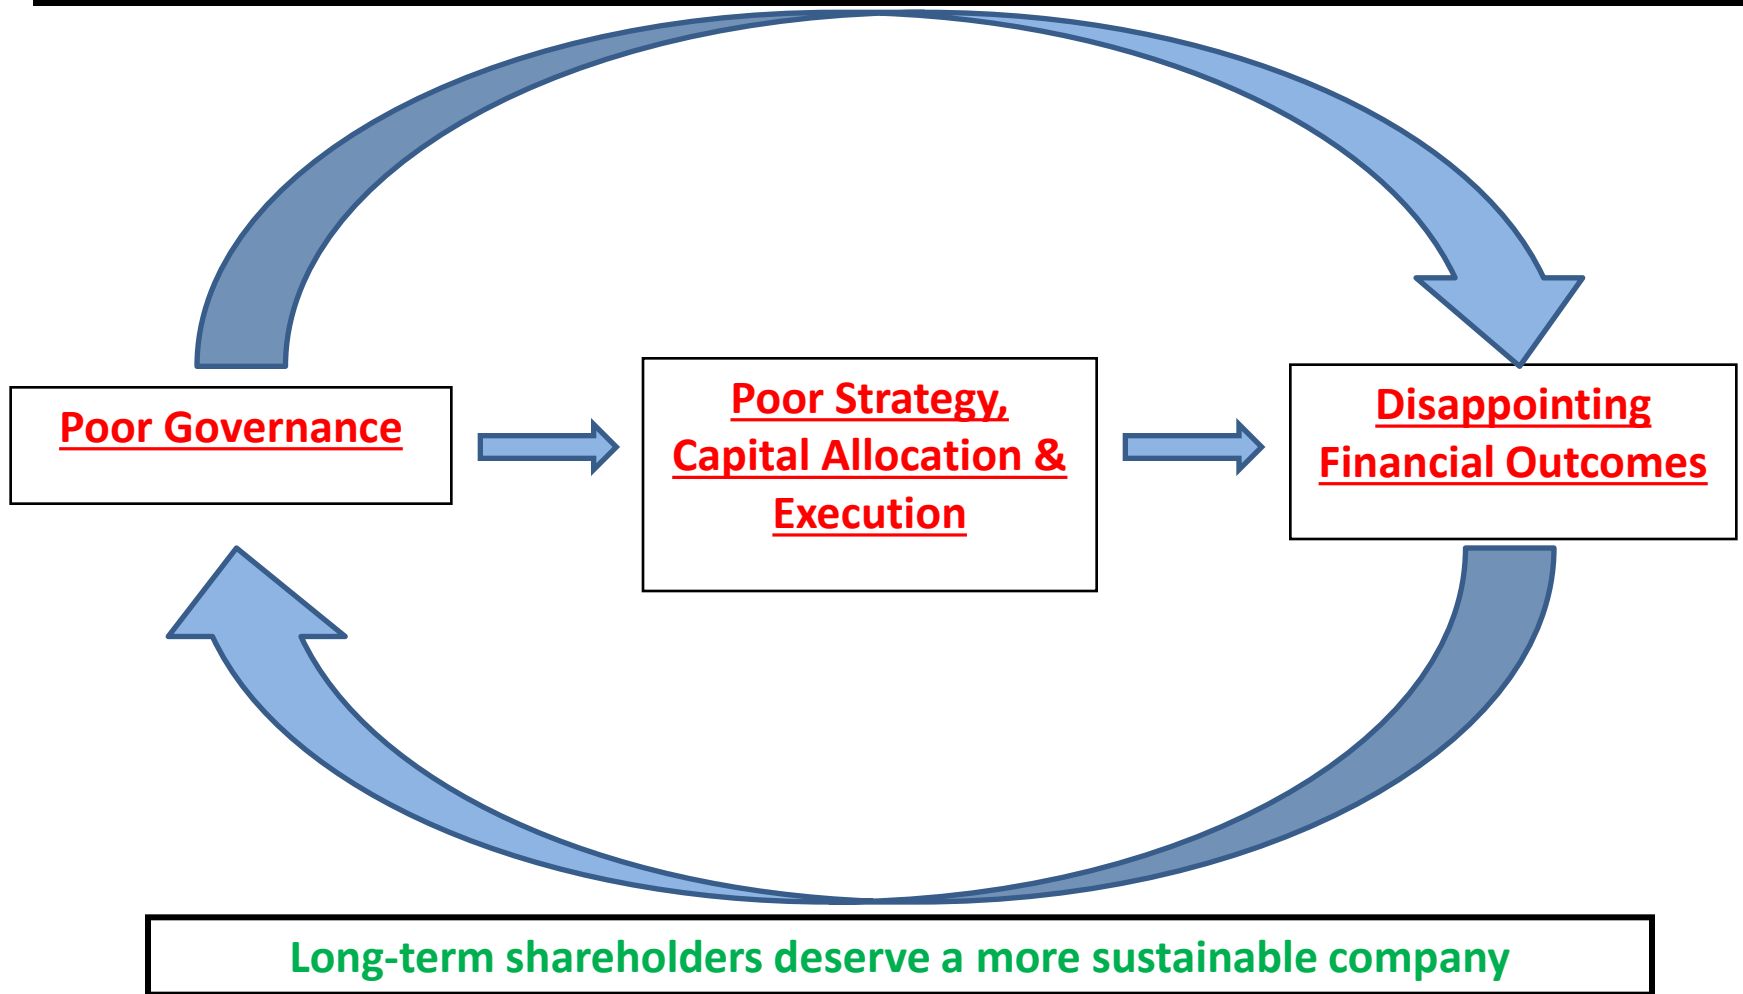 Poor Governance
Poor Strategy,
Capital Allocation &
Execution
Disappointing
Financial Outcomes
Long-term shareholders deserve a more sustainable company